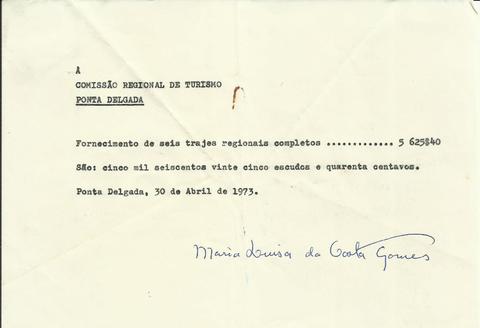 A
COMISSÃO REGIONAL DE TURISMO
PONTA DELGADA
Fornecimento de seis trajes regionais completos ............. 5 625$40
São: cinco mil seiscentos vinte cinco escudos e quarenta centavos.
Ponta Delgada, 30 de Abril de 1973.
Maria Luisa da Costa Gomes